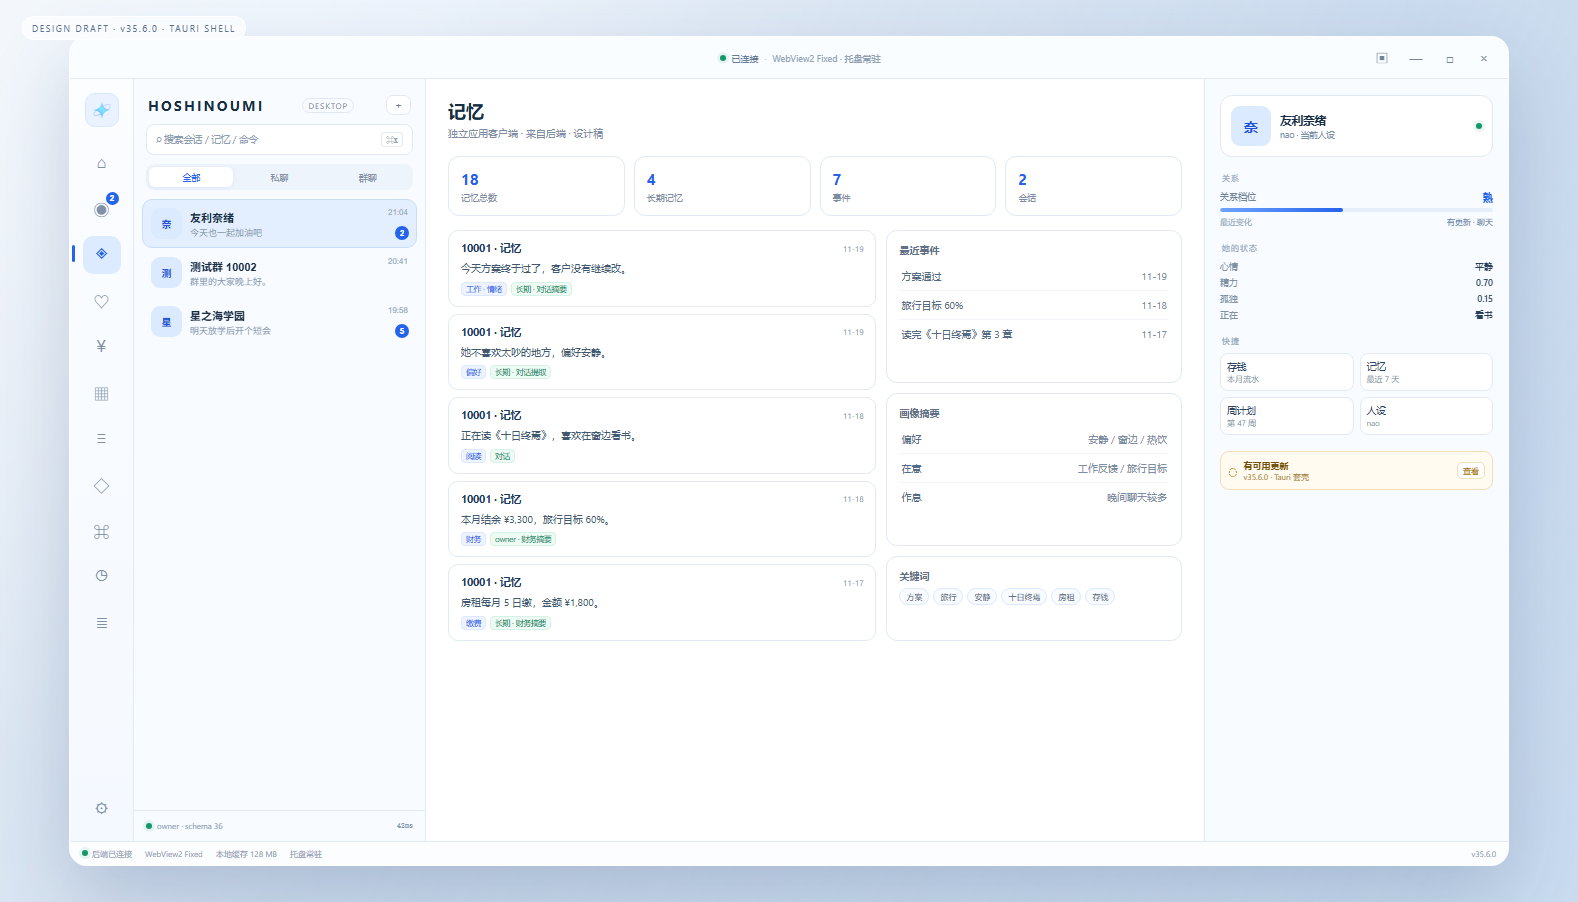 DESIGN DRAFT · v35.6.0 · TAURI SHELL
已连接 · WebView2 Fixed · 托盘常驻
2
HOSHINOUMI
DESKTOP
+
搜索会话 / 记忆 / 命令
⌘K
全部
私聊
群聊
奈
友利奈绪
21:04
今天也一起加油吧
2
测
测试群 10002
20:41
群里的大家晚上好。
星
星之海学园
19:58
明天放学后开个短会
5
owner · schema 36
42ms
记忆
独立应用客户端 · 来自后端 · 设计稿
18
记忆总数
4
长期记忆
7
事件
2
会话
10001 · 记忆
11-19
今天方案终于过了，客户没有继续改。
工作 · 情绪
长期 · 对话摘要
10001 · 记忆
11-19
她不喜欢太吵的地方，偏好安静。
偏好
长期 · 对话提取
10001 · 记忆
11-18
正在读《十日终焉》，喜欢在窗边看书。
阅读
对话
10001 · 记忆
11-18
本月结余 ¥3,300，旅行目标 60%。
财务
owner · 财务摘要
10001 · 记忆
11-17
房租每月 5 日缴，金额 ¥1,800。
缴费
长期 · 财务摘要
最近事件
方案通过
11-19
旅行目标 60%
11-18
读完《十日终焉》第 3 章
11-17
画像摘要
偏好
安静 / 窗边 / 热饮
在意
工作反馈 / 旅行目标
作息
晚间聊天较多
关键词
方案
旅行
安静
十日终焉
房租
存钱
奈
友利奈绪
nao · 当前人设
关系
关系档位
熟
最近变化
有更新 · 聊天
她的状态
心情
平静
精力
0.70
孤独
0.15
正在
看书
快捷
存钱
本月流水
记忆
最近 7 天
周计划
第 47 周
人设
nao
有可用更新
v35.6.0 · Tauri 套壳
查看
后端已连接
WebView2 Fixed
本地缓存 128 MB
托盘常驻
v35.6.0